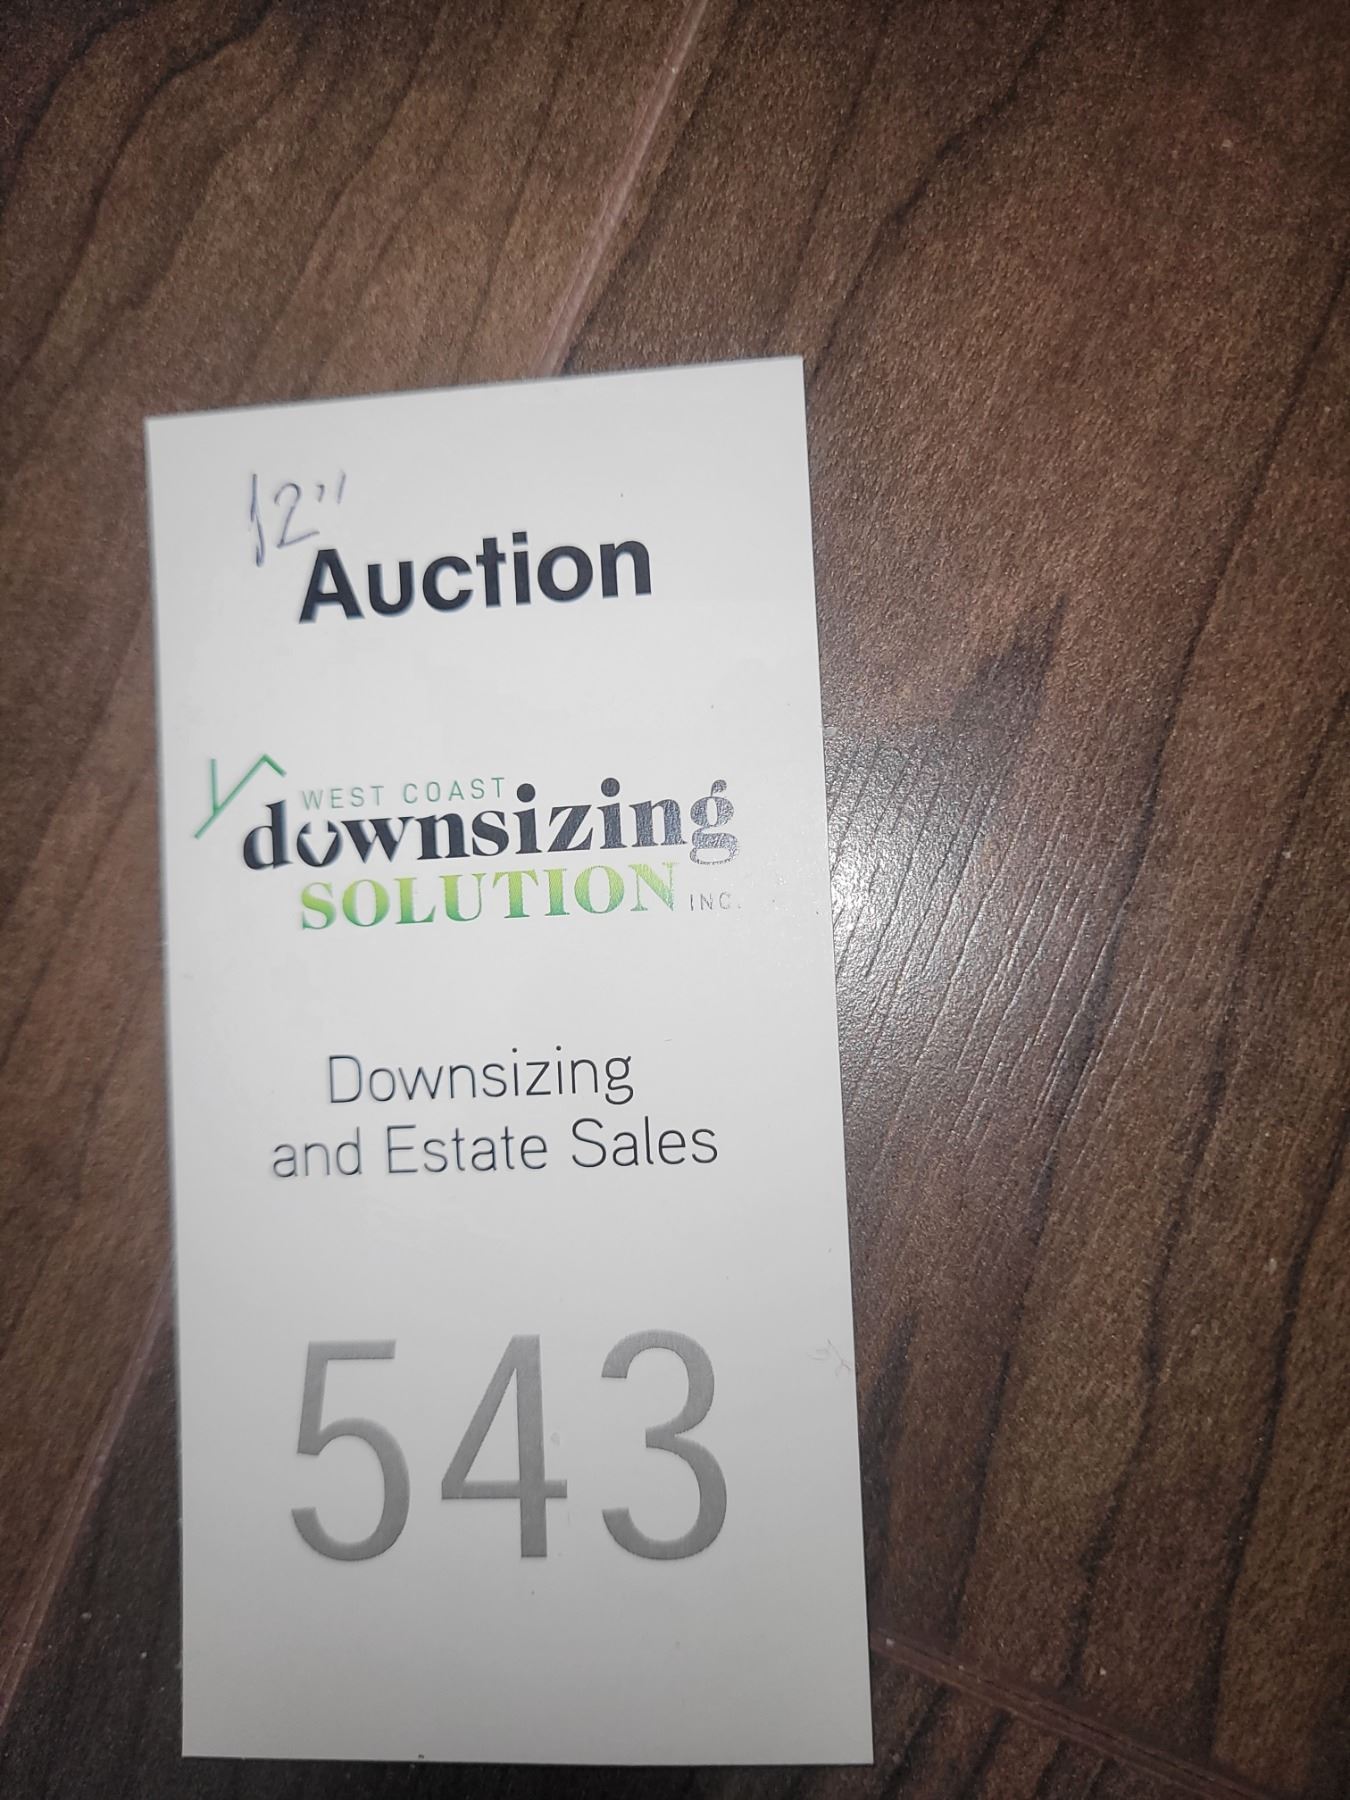 12"
Auction
WEST COAST
downsizing
SOLUTION INC.
Downsizing
and Estate Sales
543